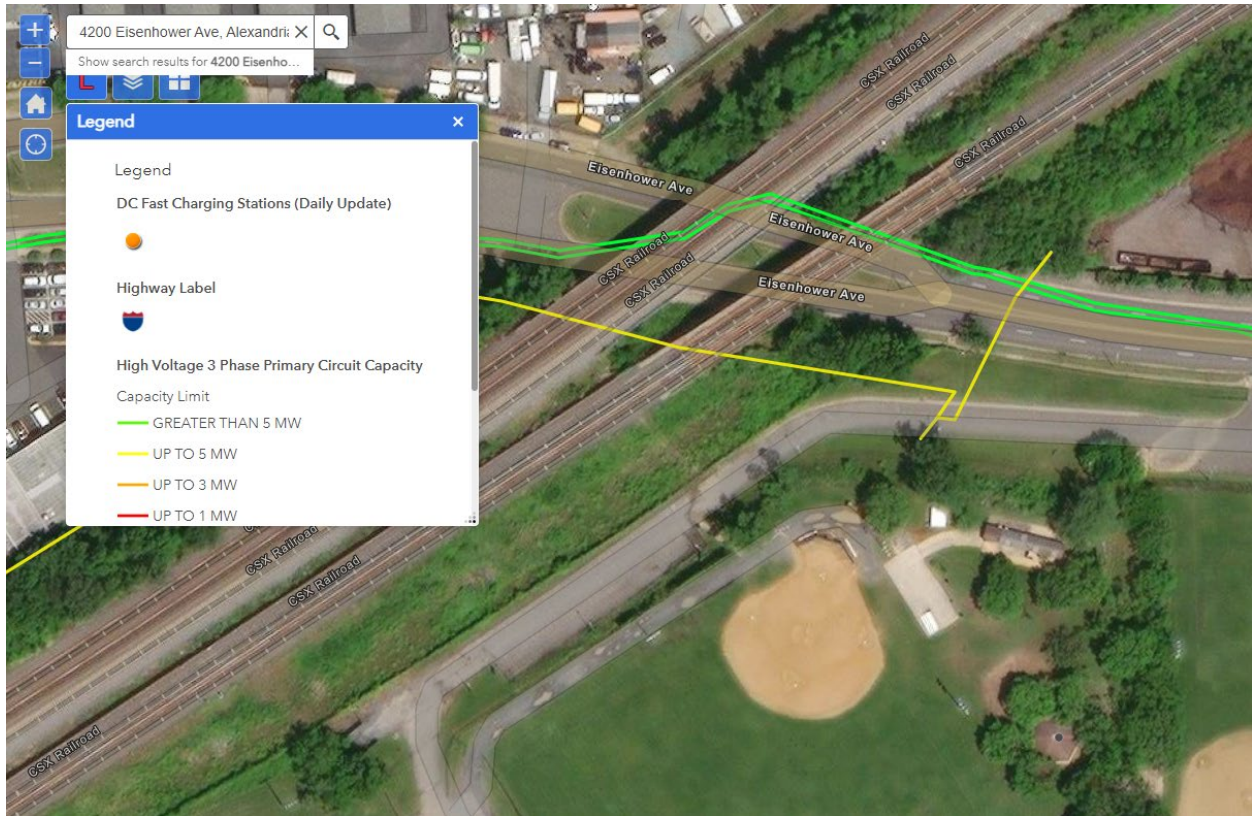 4200 Eisenhower Ave, Alexandri
Show search results for 4200 Eisenho...
Legend
Legend
DC Fast Charging Stations (Daily Update)
Highway Label
High Voltage 3 Phase Primary Circuit Capacity
Capacity Limit
GREATER THAN 5 MW
UP TO 5 MW
UP TO 3 MW
UP TO 1 MW
CSX Railroad
CSX Railroad
CSX Railroad
Eisenhower Ave
Eisenhower Ave
CSX Railroad
CSX Railroad
Eisenhower Ave
CSX Railroad
CSX Railroad
CSX Railroad